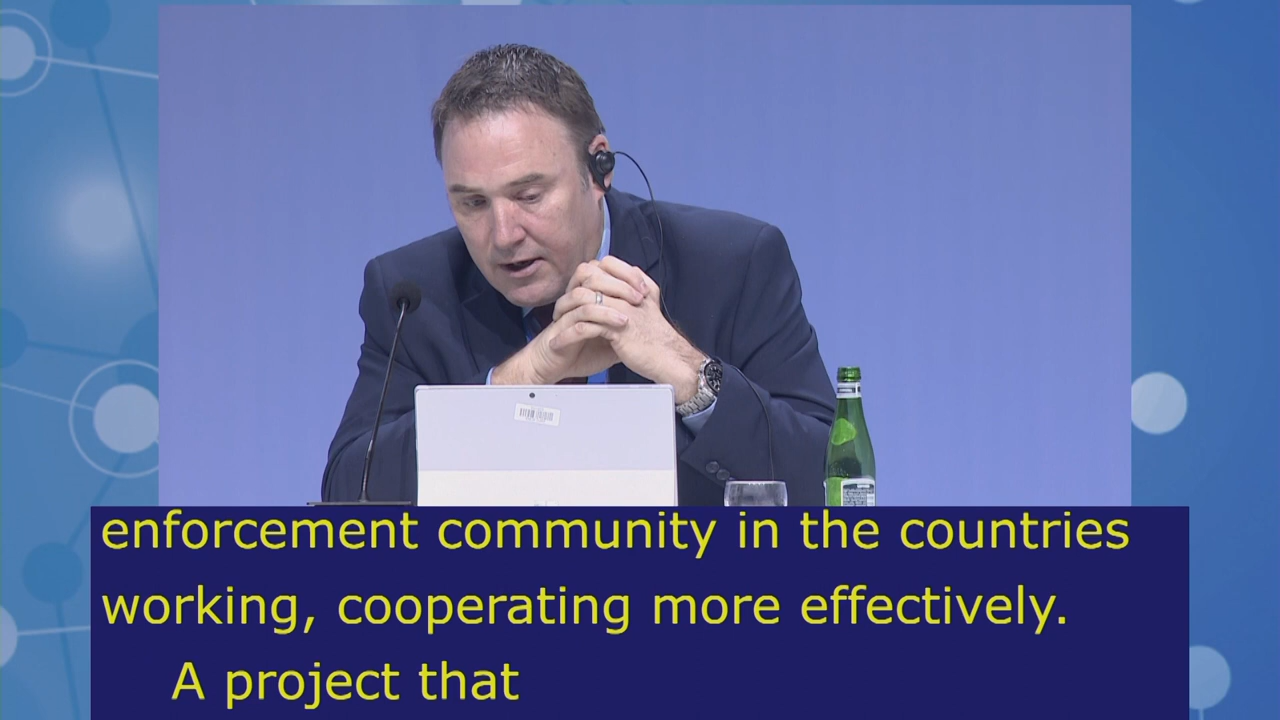 enforcement community in the countries
working, cooperating more effectively.
A project that